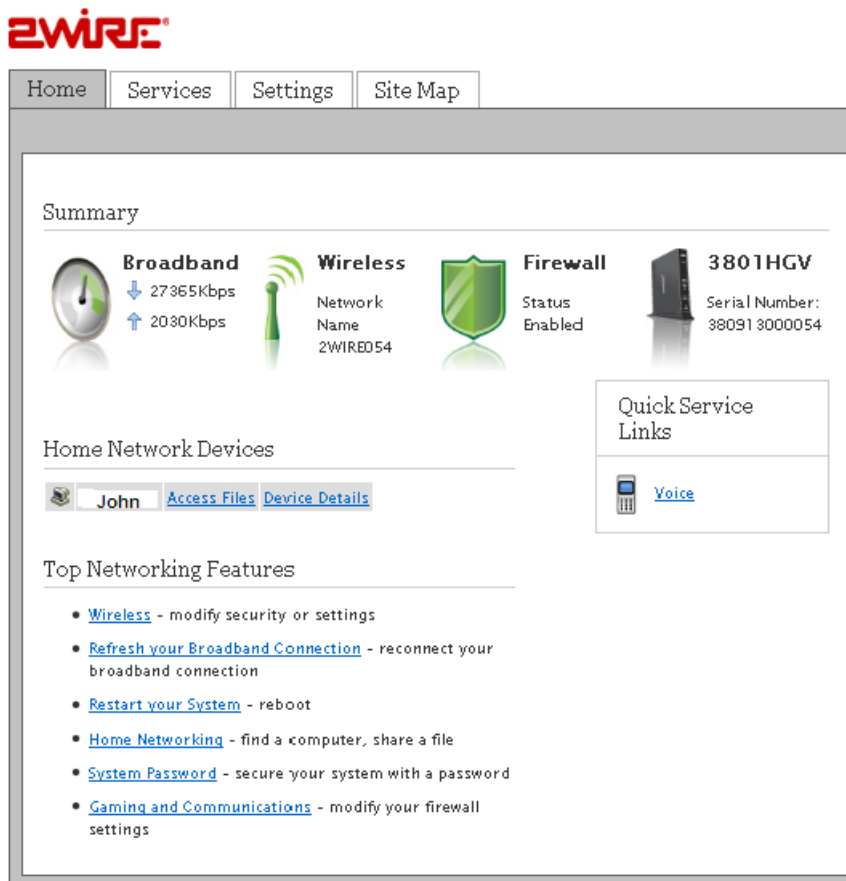 2WIRE®
Home Services Settings Site Map
Summary
Broadband
27365Kbps
2030Kbps
Wireless
Network
Name
2WIRE054
Firewall
Status
Enabled
3801HGV
Serial Number:
380913000054
Quick Service
Links
Voice
Home Network Devices
John Access Files Device Details
Top Networking Features
• Wireless - modify security or settings
• Refresh your Broadband Connection - reconnect your
broadband connection
• Restart your System - reboot
• Home Networking - find a computer, share a file
• System Password - secure your system with a password
• Gaming and Communications - modify your firewall
settings